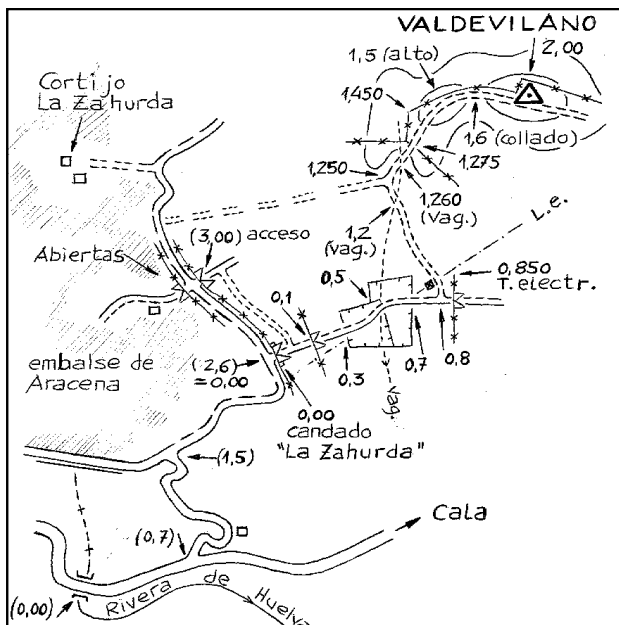 VALDEVILANO
1,5 (alto)
2,00
Cortijo
La Zahurda
1,450
1,6 (collado)
1,275
1,250
1,260
(Vag.)
L.e.
(3,00) acceso
1,2
(vag.)
Abiertas
0,850
T. electr.
0,5
0,1
embalse de
Aracena
(2,6)
=0,00
0,3
0,7
0,8
0,00
candado
"La Zahurda"
Vag.
(1,5)
Cala
(0,7)
(0,00)
Rivera de Huelva